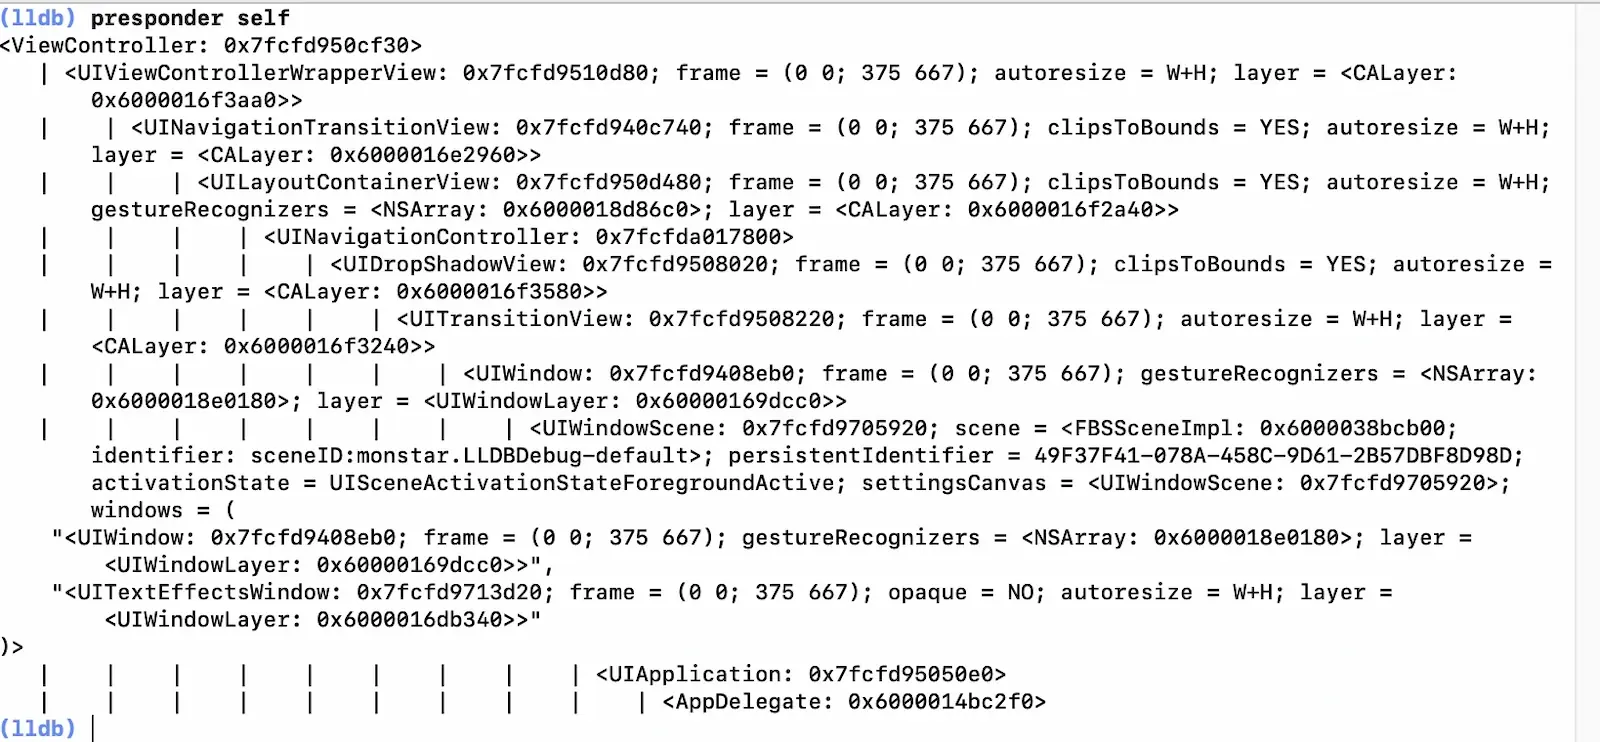 (lldb) presponder self
<ViewController: 0x7fcfd950cf30>
   | <UIViewControllerWrapperView: 0x7fcfd9510d80; frame = (0 0; 375 667); autoresize = W+H; layer = <CALayer:
       0x6000016f3aa0>>
   |    | <UINavigationTransitionView: 0x7fcfd940c740; frame = (0 0; 375 667); clipsToBounds = YES; autoresize = W+H;
       layer = <CALayer: 0x6000016e2960>>
   |    |    | <UILayoutContainerView: 0x7fcfd950d480; frame = (0 0; 375 667); clipsToBounds = YES; autoresize = W+H;
       gestureRecognizers = <NSArray: 0x6000018d86c0>; layer = <CALayer: 0x6000016f2a40>>
   |    |    |    | <UINavigationController: 0x7fcfda017800>
   |    |    |    |    | <UIDropShadowView: 0x7fcfd9508020; frame = (0 0; 375 667); clipsToBounds = YES; autoresize =
       W+H; layer = <CALayer: 0x6000016f3580>>
   |    |    |    |    |    | <UITransitionView: 0x7fcfd9508220; frame = (0 0; 375 667); autoresize = W+H; layer =
       <CALayer: 0x6000016f3240>>
   |    |    |    |    |    |    | <UIWindow: 0x7fcfd9408eb0; frame = (0 0; 375 667); gestureRecognizers = <NSArray:
       0x6000018e0180>; layer = <UIWindowLayer: 0x60000169dcc0>>
   |    |    |    |    |    |    |    | <UIWindowScene: 0x7fcfd9705920; scene = <FBSSceneImpl: 0x6000038bcb00;
       identifier: sceneID:monstar.LLDBDebug-default>; persistentIdentifier = 49F37F41-078A-458C-9D61-2B57DBF8D98D;
       activationState = UISceneActivationStateForegroundActive; settingsCanvas = <UIWindowScene: 0x7fcfd9705920>;
       windows = (
    "<UIWindow: 0x7fcfd9408eb0; frame = (0 0; 375 667); gestureRecognizers = <NSArray: 0x6000018e0180>; layer =
        <UIWindowLayer: 0x60000169dcc0>>",
    "<UITextEffectsWindow: 0x7fcfd9713d20; frame = (0 0; 375 667); opaque = NO; autoresize = W+H; layer =
        <UIWindowLayer: 0x6000016db340>>"
)>
   |    |    |    |    |    |    |    |    | <UIApplication: 0x7fcfd95050e0>
   |    |    |    |    |    |    |    |    |    | <AppDelegate: 0x6000014bc2f0>
(lldb)